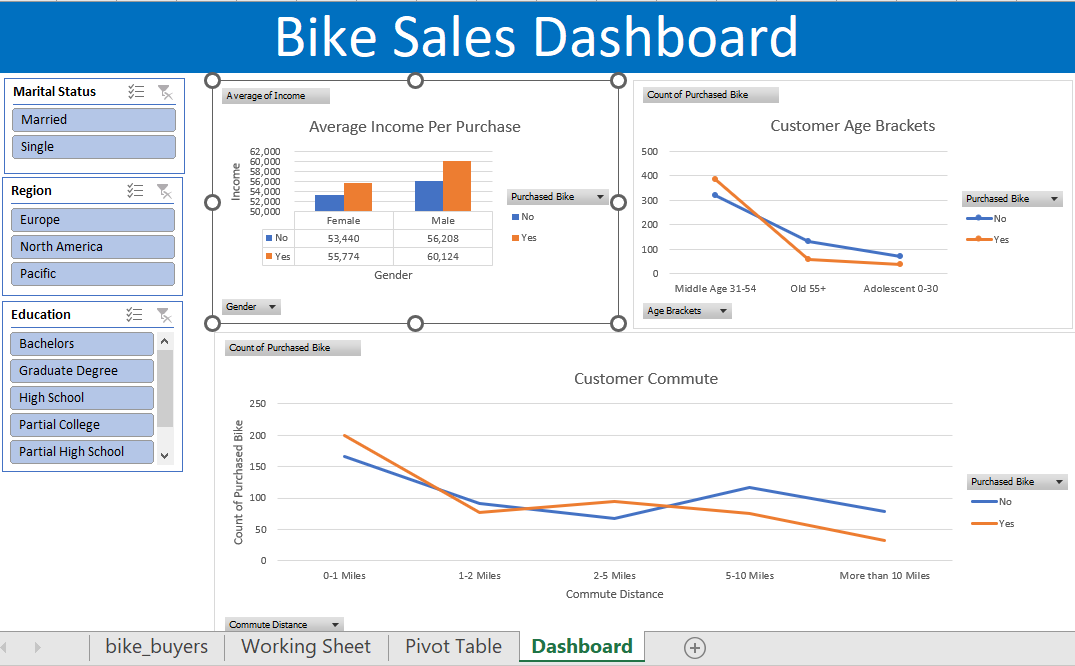 Bike Sales Dashboard
Marital Status
Married
Single
Region
Europe
North America
Pacific
Education
Bachelors
Graduate Degree
High School
Partial College
Partial High School
Average of Income
Average Income Per Purchase
Income
62,000
60,000
58,000
56,000
54,000
52,000
50,000
Female Male
No 53,440 56,208
Yes 55,774 60,124
Gender
Purchased Bike
No
Yes
Gender
Count of Purchased Bike
Customer Age Brackets
500
400
300
200
100
0
Middle Age 31-54 Old 55+ Adolescent 0-30
Purchased Bike
No
Yes
Age Brackets
Count of Purchased Bike
Customer Commute
Count of Purchased Bike
250
200
150
100
50
0
0-1 Miles 1-2 Miles 2-5 Miles 5-10 Miles More than 10 Miles
Commute Distance
Purchased Bike
No
Yes
Commute Distance
bike_buyers Working Sheet Pivot Table Dashboard